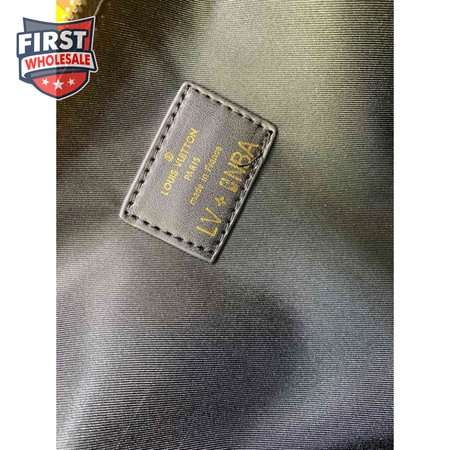 FIRST
WHOLESALE
®
LOUIS VUITTON
PARIS
made in France
LV + NBA